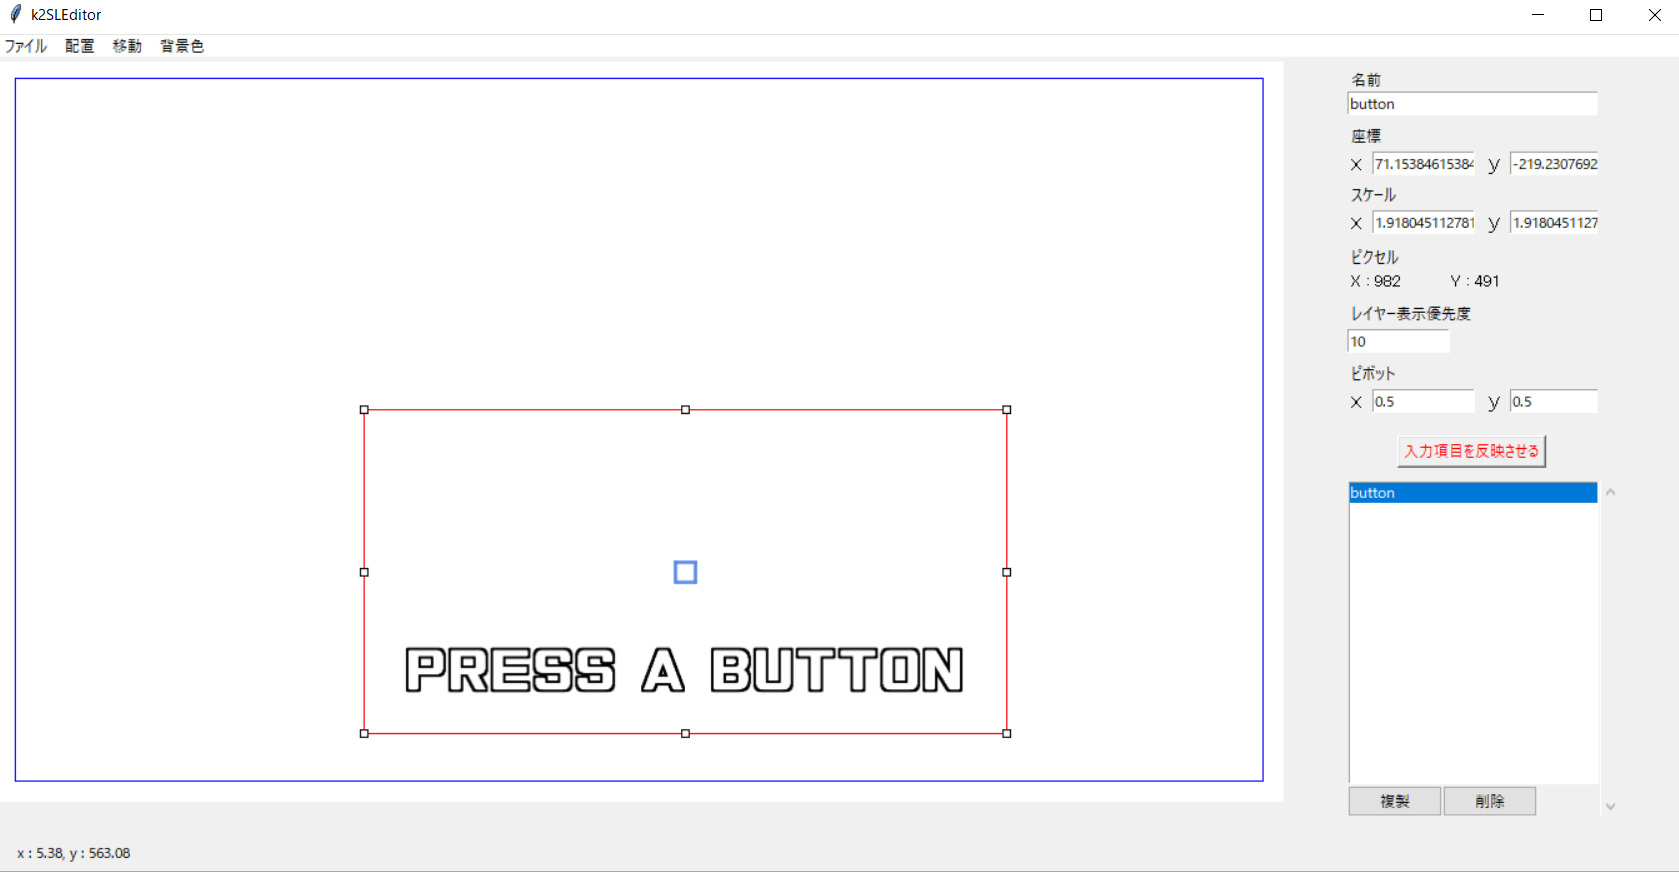 k2SLEditor
ファイル 配置 移動 背景色
名前
button
座標
x 71.15384615384 y -219.2307692
スケール
x 1.918045112781 y 1.918045112​7
ピクセル
X : 982 Y : 491
レイヤー表示優先度
10
ピボット
x 0.5 y 0.5
入力項目を反映させる
button
PRESS A BUTTON
複製 削除
x : 5.38, y : 563.08